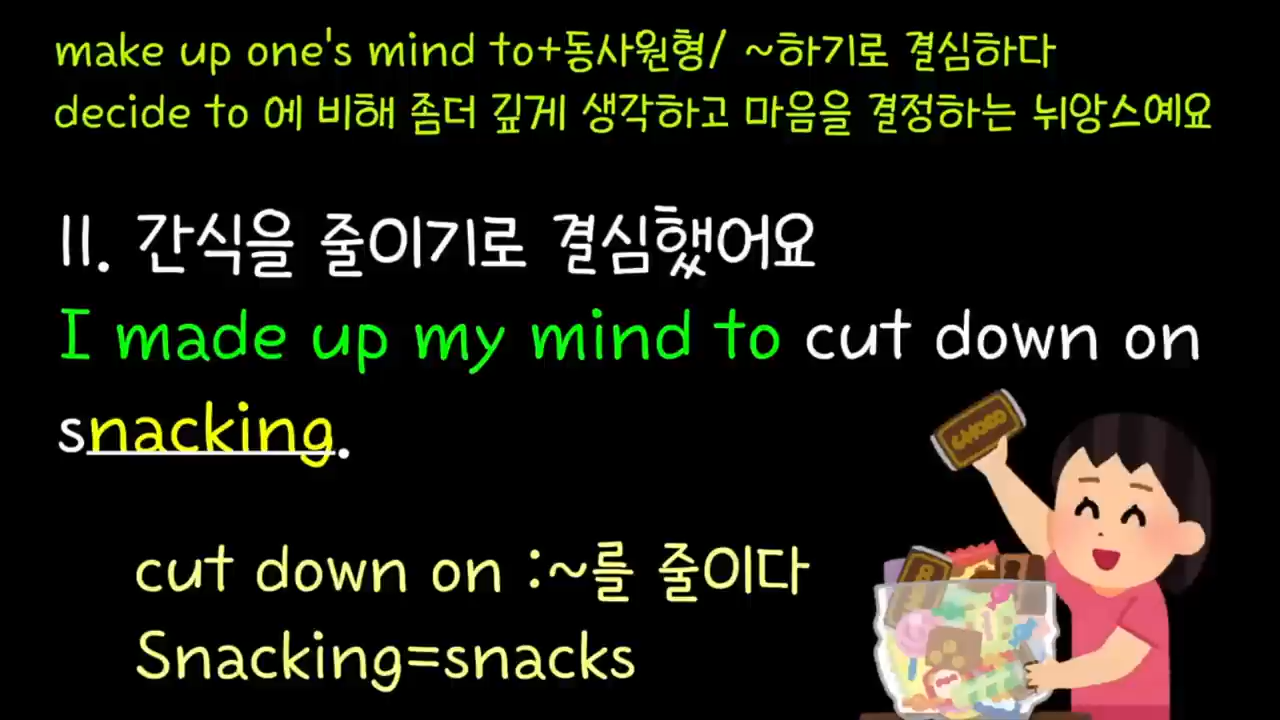 make up one's mind to+동사원형/ ~하기로 결심하다
decide to 에 비해 좀더 깊게 생각하고 마음을 결정하는 뉘앙스예요
11. 간식을 줄이기로 결심했어요
I made up my mind to cut down on
snacking.
cut down on :~를 줄이다
Snacking=snacks
CHOCO